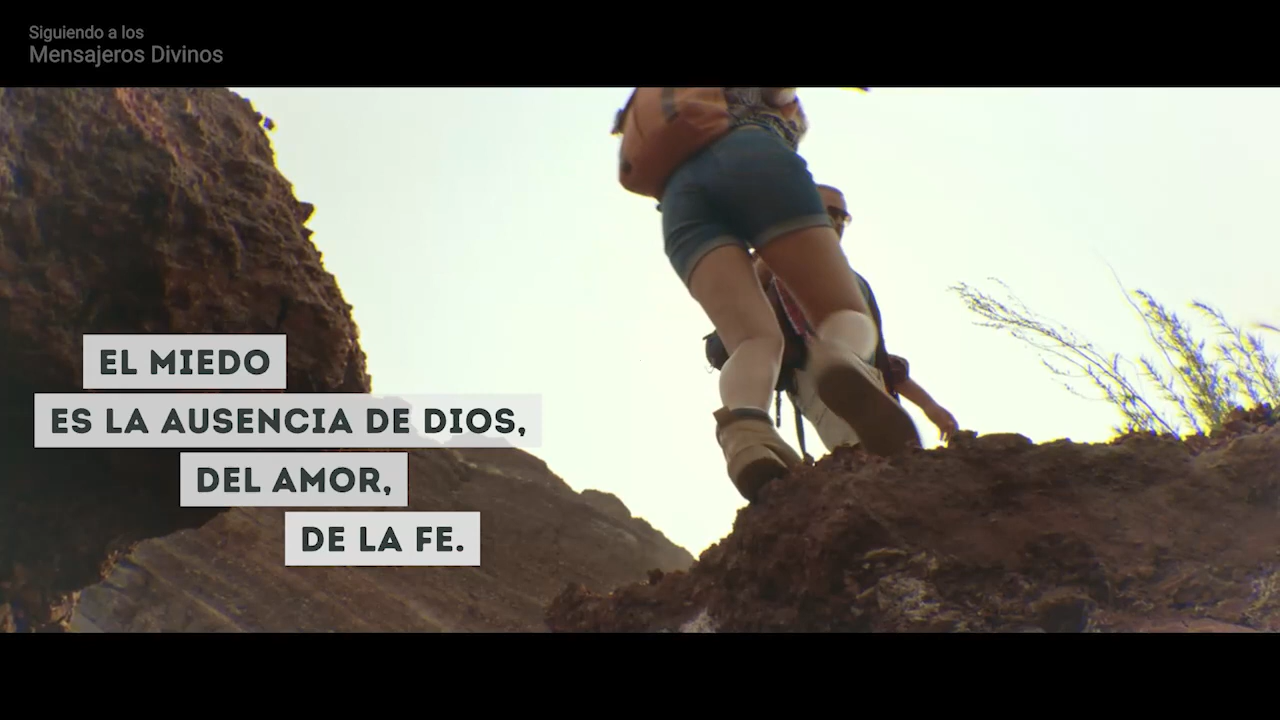 Siguiendo a los
Mensajeros Divinos
EL MIEDO
ES LA AUSENCIA DE DIOS,
DEL AMOR,
DE LA FE.